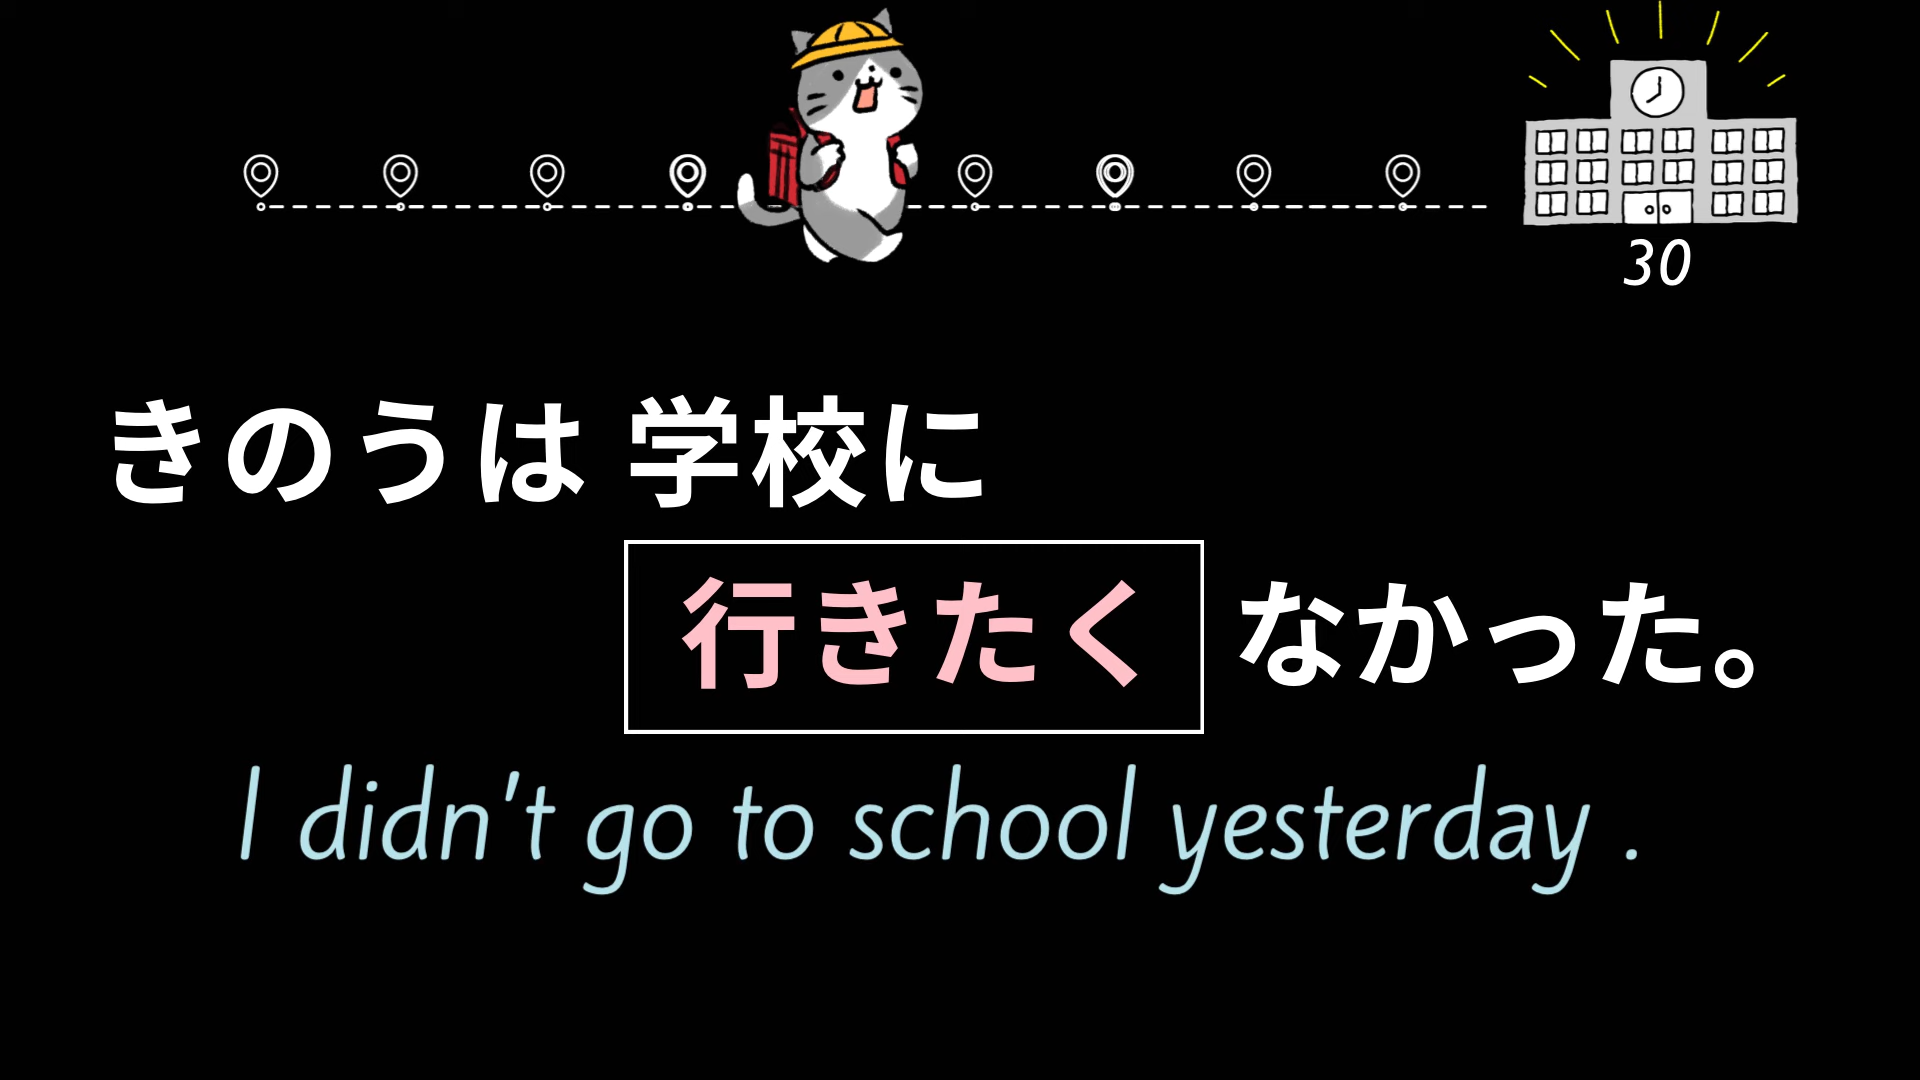 30
きのうは 学校に
行きたく なかった。
I didn't go to school yesterday .